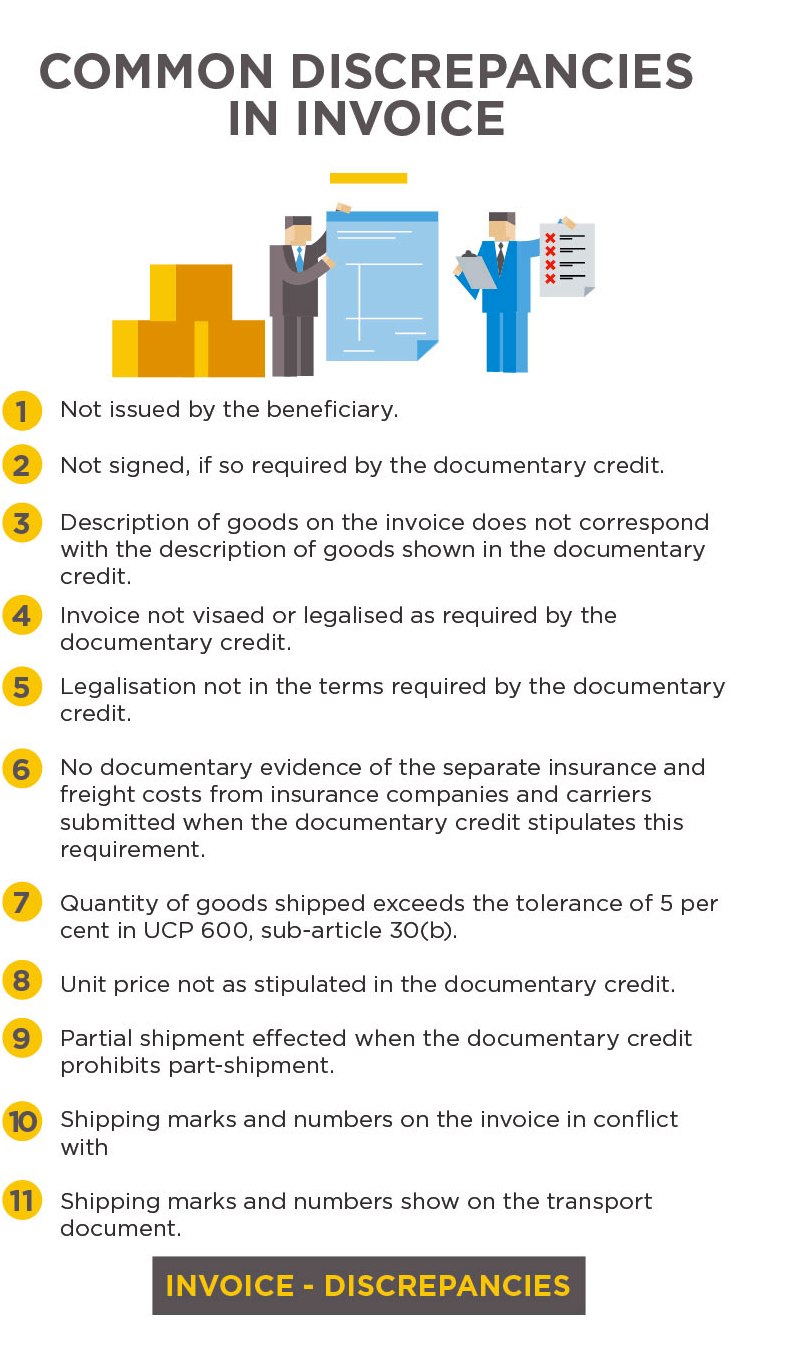 COMMON DISCREPANCIES
IN INVOICE
1 Not issued by the beneficiary.
2 Not signed, if so required by the documentary credit.
3 Description of goods on the invoice does not correspond
with the description of goods shown in the documentary
credit.
4 Invoice not visaed or legalised as required by the
documentary credit.
5 Legalisation not in the terms required by the documentary
credit.
6 No documentary evidence of the separate insurance and
freight costs from insurance companies and carriers
submitted when the documentary credit stipulates this
requirement.
7 Quantity of goods shipped exceeds the tolerance of 5 per
cent in UCP 600, sub-article 30(b).
8 Unit price not as stipulated in the documentary credit.
9 Partial shipment effected when the documentary credit
prohibits part-shipment.
10 Shipping marks and numbers on the invoice in conflict
with
11 Shipping marks and numbers show on the transport
document.
INVOICE - DISCREPANCIES